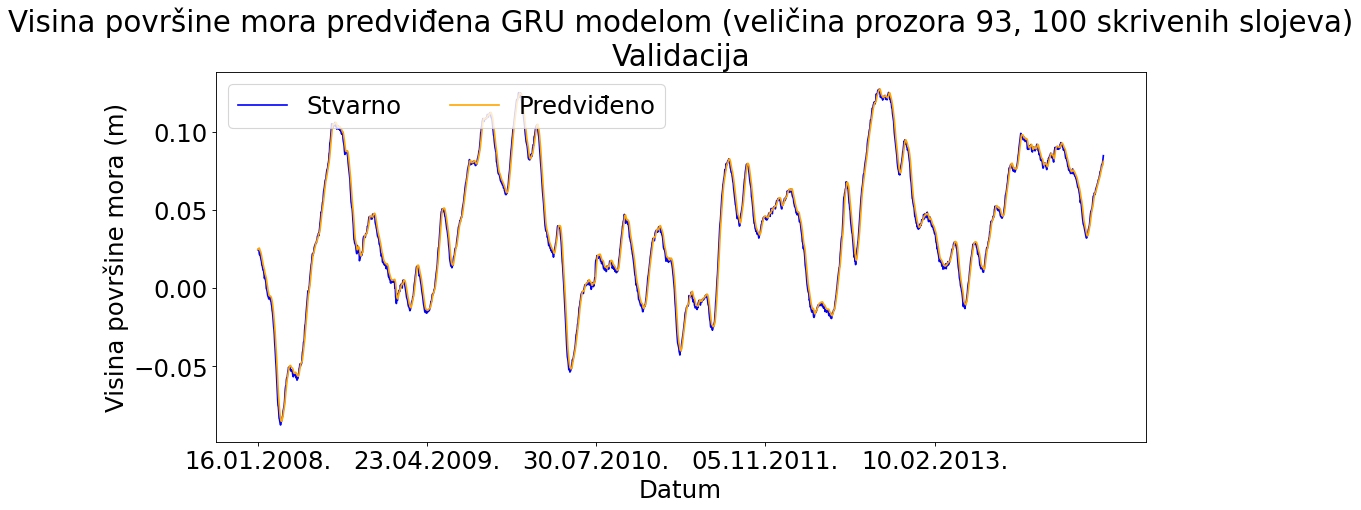 Visina površine mora predviđena GRU modelom (veličina prozora 93, 100 skrivenih slojeva)
Validacija
Stvarno
Predviđeno
Visina površine mora (m)
0.10
0.05
0.00
−0.05
16.01.2008.
23.04.2009.
30.07.2010.
05.11.2011.
10.02.2013.
Datum